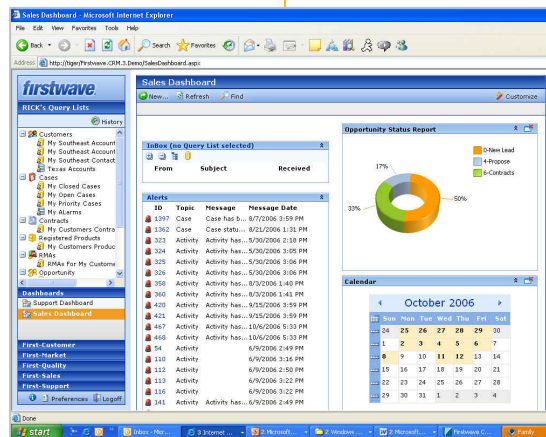 Sales Dashboard - Microsoft Internet Explorer
File Edit View Favorites Tools Help
Back Search Favorites
Address http://tiger/Firstwave.CRM.3.Demo/SalesDashboard.aspx
firstwave
RICK's Query Lists
History
Customers
My Southeast Account
My Southeast Account
My Southeast Contact
Texas Accounts
Cases
My Closed Cases
My Open Cases
My Priority Cases
My ALarms
Contracts
My Customers Contra
Registered Products
My Customers Produc
RMAs
RMAs For My Custome
Opportunity
Dashboards
Support Dashboard
Sales Dashboard
First-Customer
First-Market
First-Quality
First-Sales
First-Support
Preferences Logoff
Sales Dashboard
New... Refresh Find Customize
InBox (no Query List selected)
From Subject Received
Alerts
ID Topic Message Message Date
1397 Case Case has b... 8/7/2006 3:59 PM
1362 Case Case statu... 8/21/2006 1:31 PM
323 Activity Activity has... 5/30/2006 2:18 PM
324 Activity Activity has... 5/30/2006 3:05 PM
325 Activity Activity has... 5/30/2006 3:06 PM
326 Activity Activity has... 5/30/2006 3:06 PM
358 Activity Activity has... 8/3/2006 1:40 PM
360 Activity Activity has... 8/3/2006 1:41 PM
420 Activity Activity has... 9/15/2006 3:59 PM
421 Activity Activity has... 9/15/2006 3:59 PM
467 Activity Activity has... 10/6/2006 5:33 PM
468 Activity Activity has... 10/6/2006 5:33 PM
54 Activity 6/9/2006 2:49 PM
110 Activity 6/9/2006 3:16 PM
112 Activity 6/9/2006 2:50 PM
113 Activity 6/9/2006 3:22 PM
116 Activity 6/9/2006 3:22 PM
141 Activity Activity has... 6/9/2006 2:49 PM
Opportunity Status Report
17%
33%
50%
0-New Lead
4-Propose
6-Contracts
Calendar
October 2006
Sun Mon Tue Wed Thu Fri Sat
24 25 26 27 28 29 30
1 2 3 4 5 6 7
8 9 10 11 12 13 14
15 16 17 18 19 20 21
22 23 24 25 26 27 28
29 30 31 1 2 3 4
Done
start Inbox - Micr... 3 Internet ... 2 Microsoft... 2 Windows ... 2 Microsoft... Firstwave C... Family